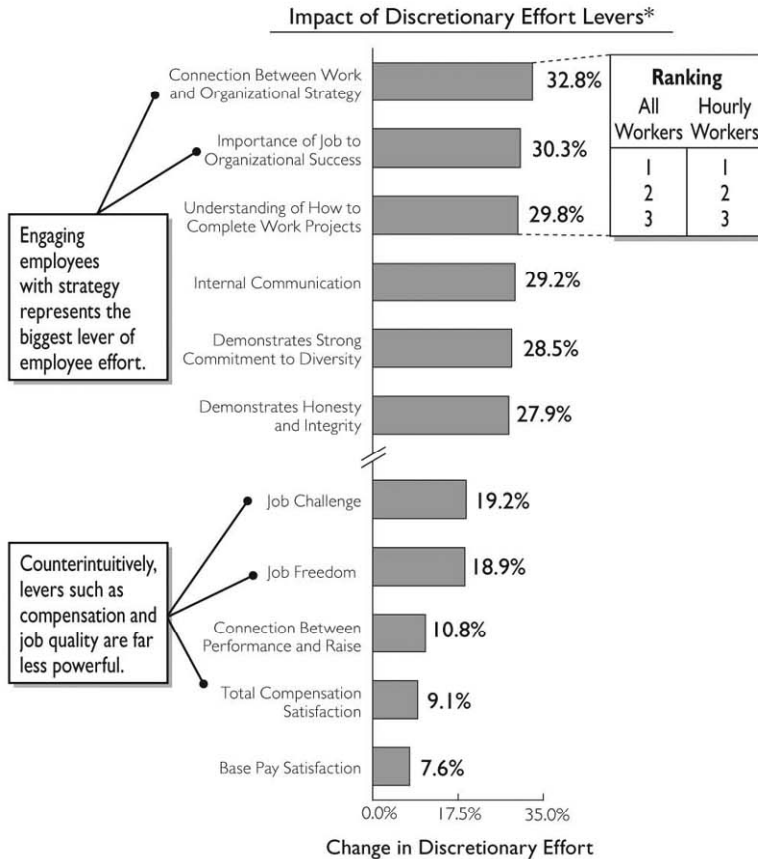 Impact of Discretionary Effort Levers*
Connection Between Work
and Organizational Strategy
32.8%
Ranking
All Workers
Hourly Workers
1 1
2 2
3 3
Importance of Job to
Organizational Success
30.3%
Understanding of How to
Complete Work Projects
29.8%
Engaging
employees
with strategy
represents the
biggest lever of
employee effort.
Internal Communication
29.2%
Demonstrates Strong
Commitment to Diversity
28.5%
Demonstrates Honesty
and Integrity
27.9%
Job Challenge
19.2%
Counterintuitively,
levers such as
compensation and
job quality are far
less powerful.
Job Freedom
18.9%
Connection Between
Performance and Raise
10.8%
Total Compensation
Satisfaction
9.1%
Base Pay Satisfaction
7.6%
0.0% 17.5% 35.0%
Change in Discretionary Effort